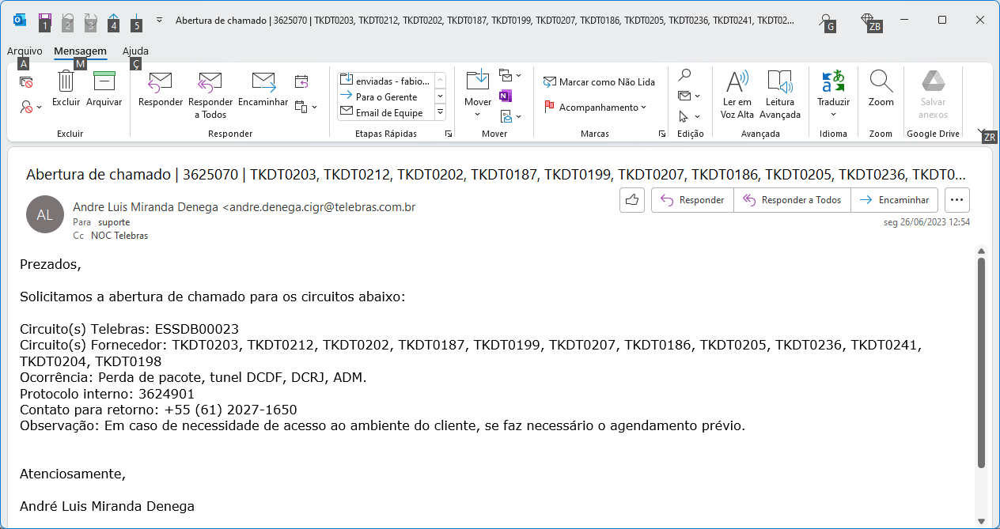 Abertura de chamado | 3625070 | TKDT0203, TKDT0212, TKDT0202, TKDT0187, TKDT0199, TKDT0207, TKDT0186, TKDT0205, TKDT0236, TKDT0241, TKDT02...
1 2 3 4 5 G ZB
Arquivo Mensagem Ajuda
A M Ç
Excluir
Arquivar
Excluir
Responder
Responder a Todos
Encaminhar
Responder
enviadas - fabio...
Para o Gerente
Email de Equipe
Etapas Rápidas
Mover
Mover
Marcar como Não Lida
Acompanhamento
Marcas
Edição
Ler em Voz Alta
Leitura Avançada
Avançada
Traduzir
Idioma
Zoom
Zoom
Salvar anexos
Google Drive
ZR
Abertura de chamado | 3625070 | TKDT0203, TKDT0212, TKDT0202, TKDT0187, TKDT0199, TKDT0207, TKDT0186, TKDT0205, TKDT0236, TKDT0...
AL
Andre Luis Miranda Denega <andre.denega.cigr@telebras.com.br
Para suporte
Cc NOC Telebras
Responder
Responder a Todos
Encaminhar
seg 26/06/2023 12:54
Prezados,
Solicitamos a abertura de chamado para os circuitos abaixo:
Circuito(s) Telebras: ESSDB00023
Circuito(s) Fornecedor: TKDT0203, TKDT0212, TKDT0202, TKDT0187, TKDT0199, TKDT0207, TKDT0186, TKDT0205, TKDT0236, TKDT0241,
TKDT0204, TKDT0198
Ocorrência: Perda de pacote, tunel DCDF, DCRJ, ADM.
Protocolo interno: 3624901
Contato para retorno: +55 (61) 2027-1650
Observação: Em caso de necessidade de acesso ao ambiente do cliente, se faz necessário o agendamento prévio.
Atenciosamente,
André Luis Miranda Denega